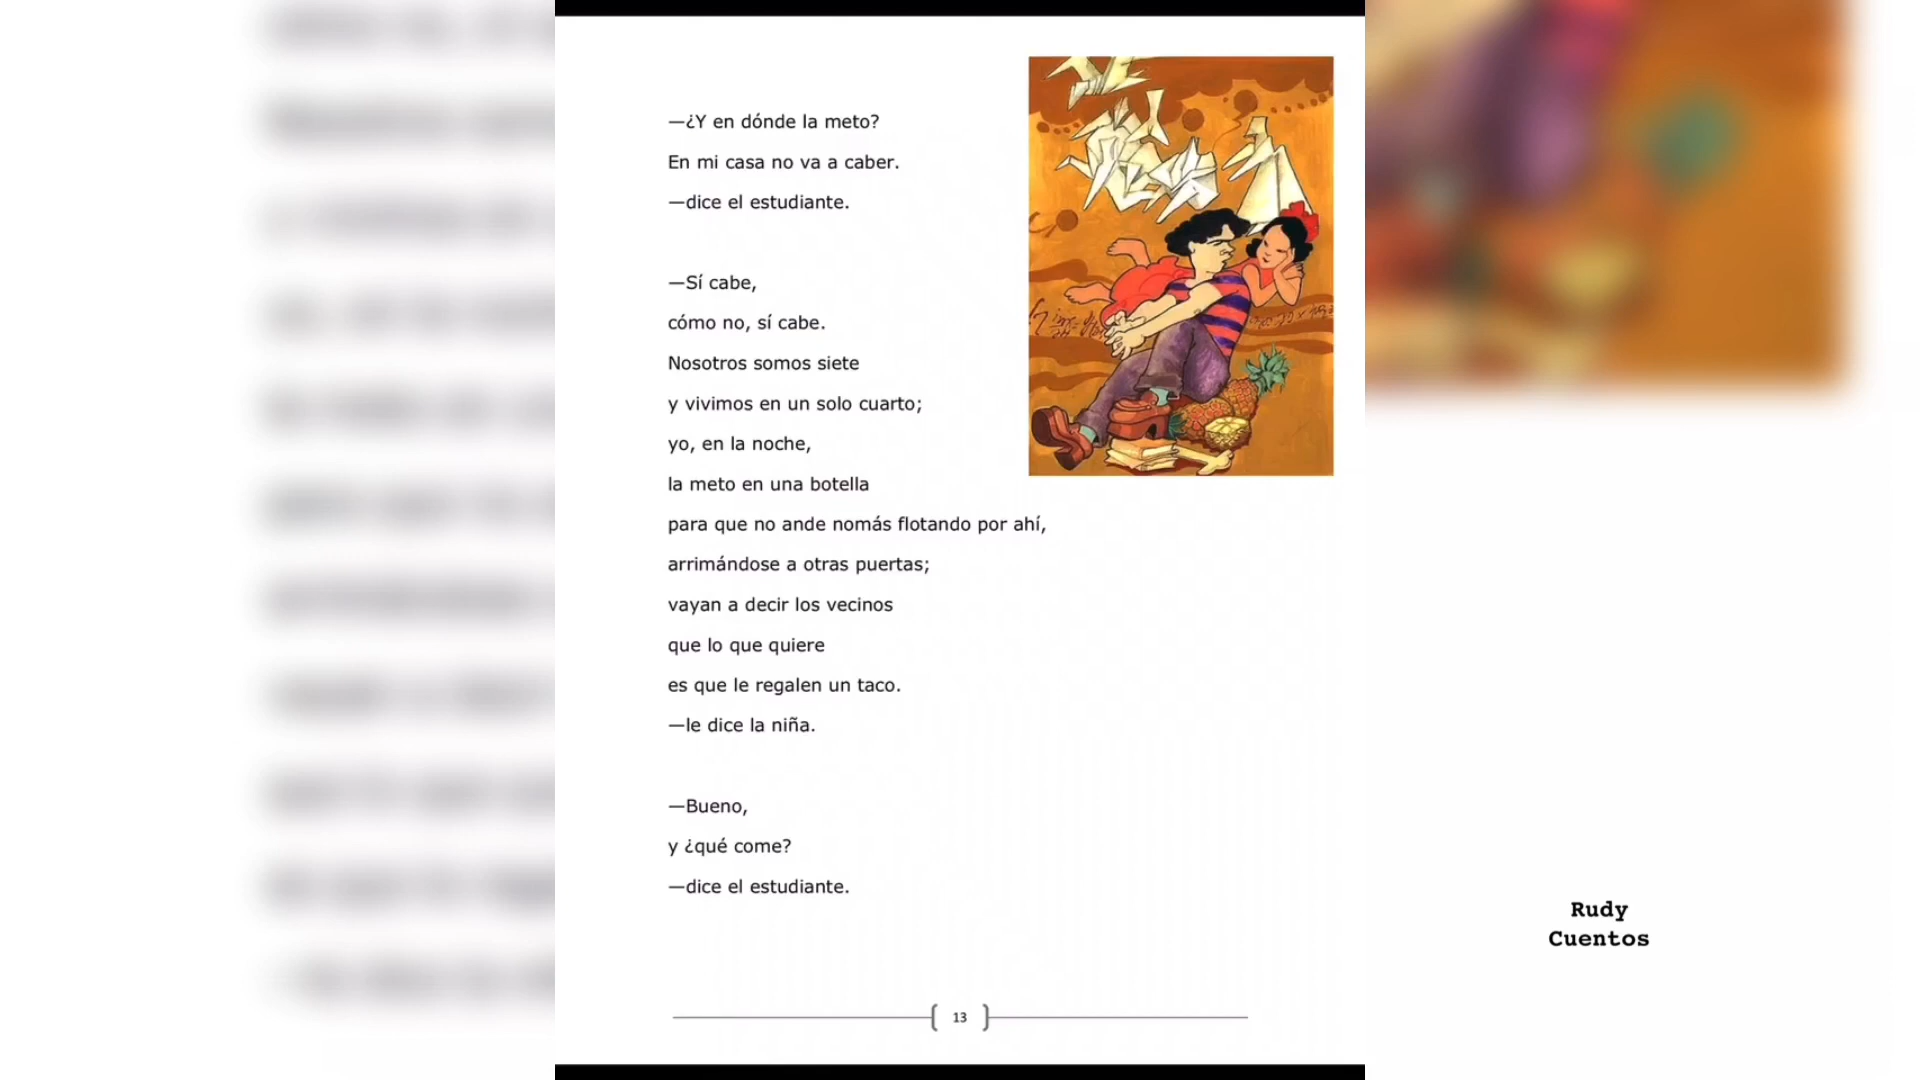 —¿Y en dónde la meto?
En mi casa no va a caber.
—dice el estudiante.
—Sí cabe,
cómo no, sí cabe.
Nosotros somos siete
y vivimos en un solo cuarto;
yo, en la noche,
la meto en una botella
para que no ande nomás flotando por ahí,
arrimándose a otras puertas;
vayan a decir los vecinos
que lo que quiere
es que le regalen un taco.
—le dice la niña.
—Bueno,
y ¿qué come?
—dice el estudiante.
13
Rudy
Cuentos